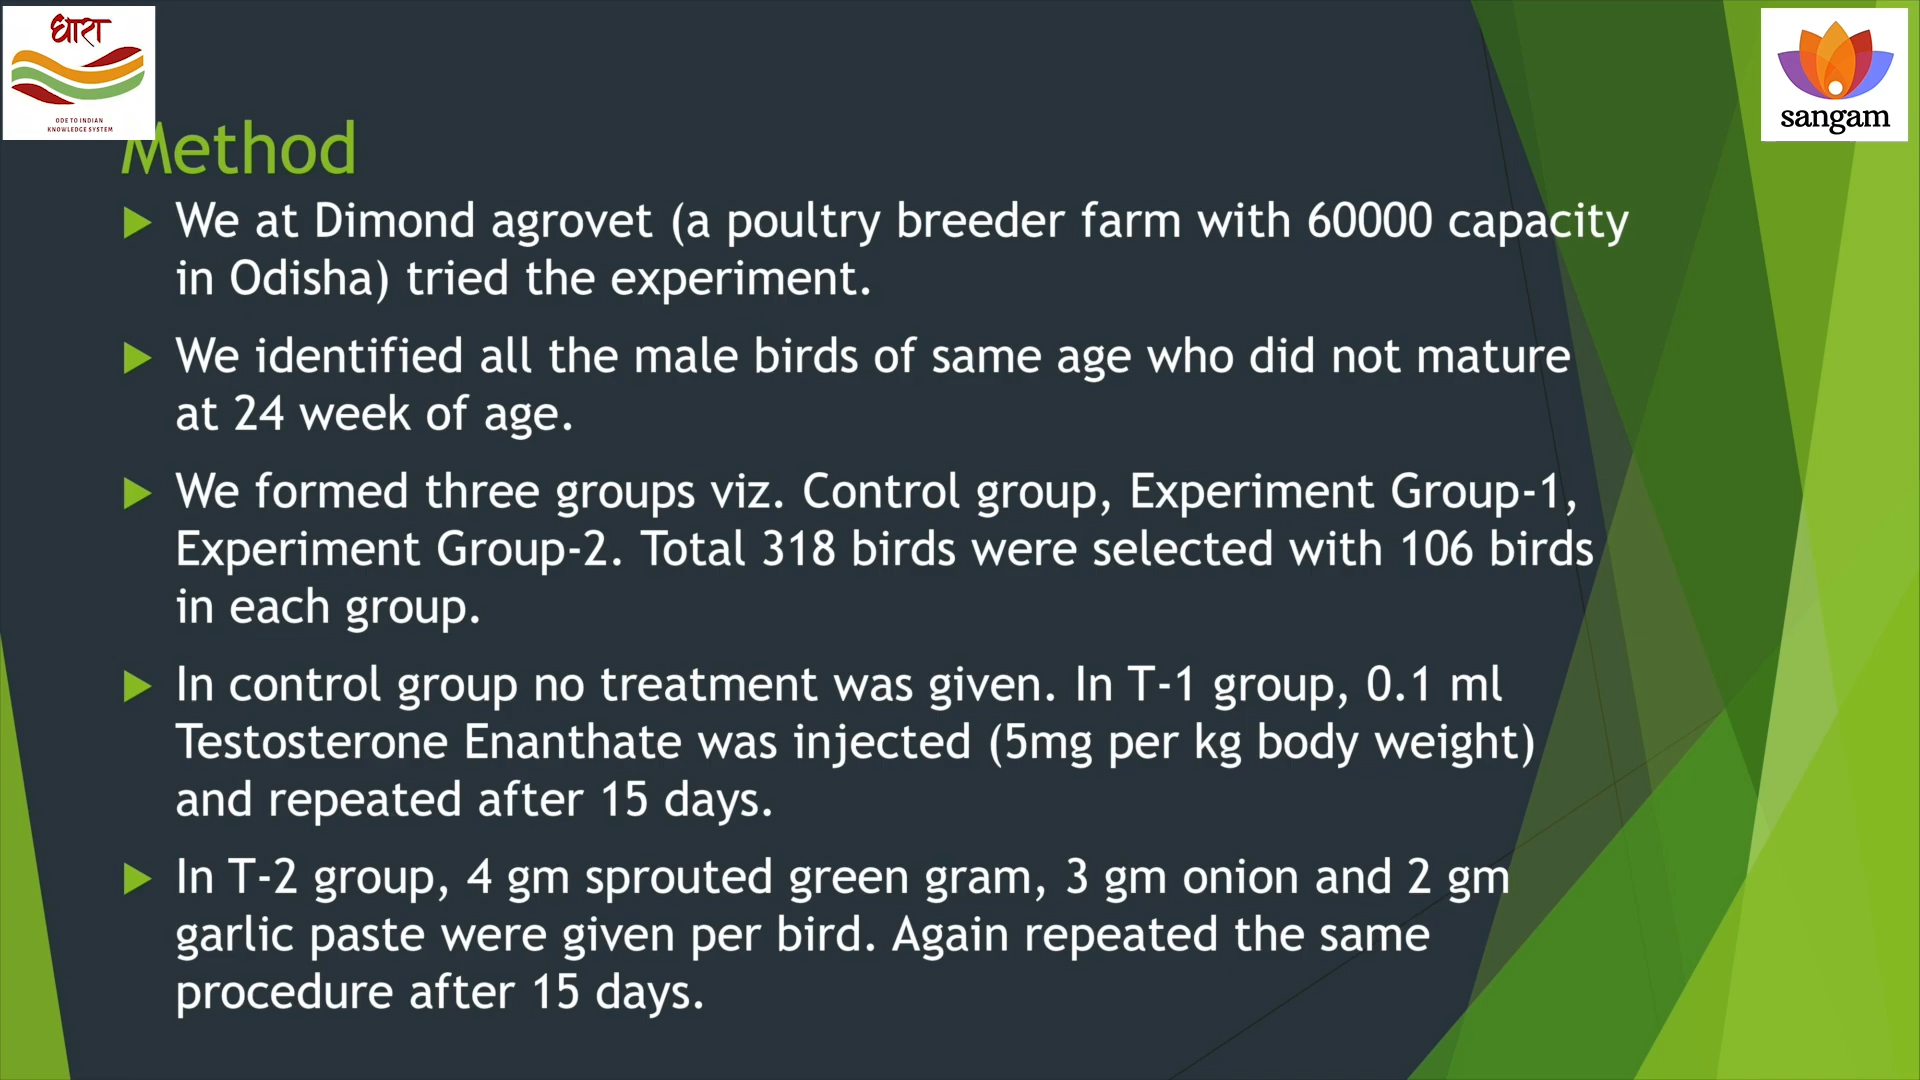 धारा
ODE TO INDIAN
KNOWLEDGE SYSTEM
sangam
Method
We at Dimond agrovet (a poultry breeder farm with 60000 capacity
in Odisha) tried the experiment.
We identified all the male birds of same age who did not mature
at 24 week of age.
We formed three groups viz. Control group, Experiment Group-1,
Experiment Group-2. Total 318 birds were selected with 106 birds
in each group.
In control group no treatment was given. In T-1 group, 0.1 ml
Testosterone Enanthate was injected (5mg per kg body weight)
and repeated after 15 days.
In T-2 group, 4 gm sprouted green gram, 3 gm onion and 2 gm
garlic paste were given per bird. Again repeated the same
procedure after 15 days.